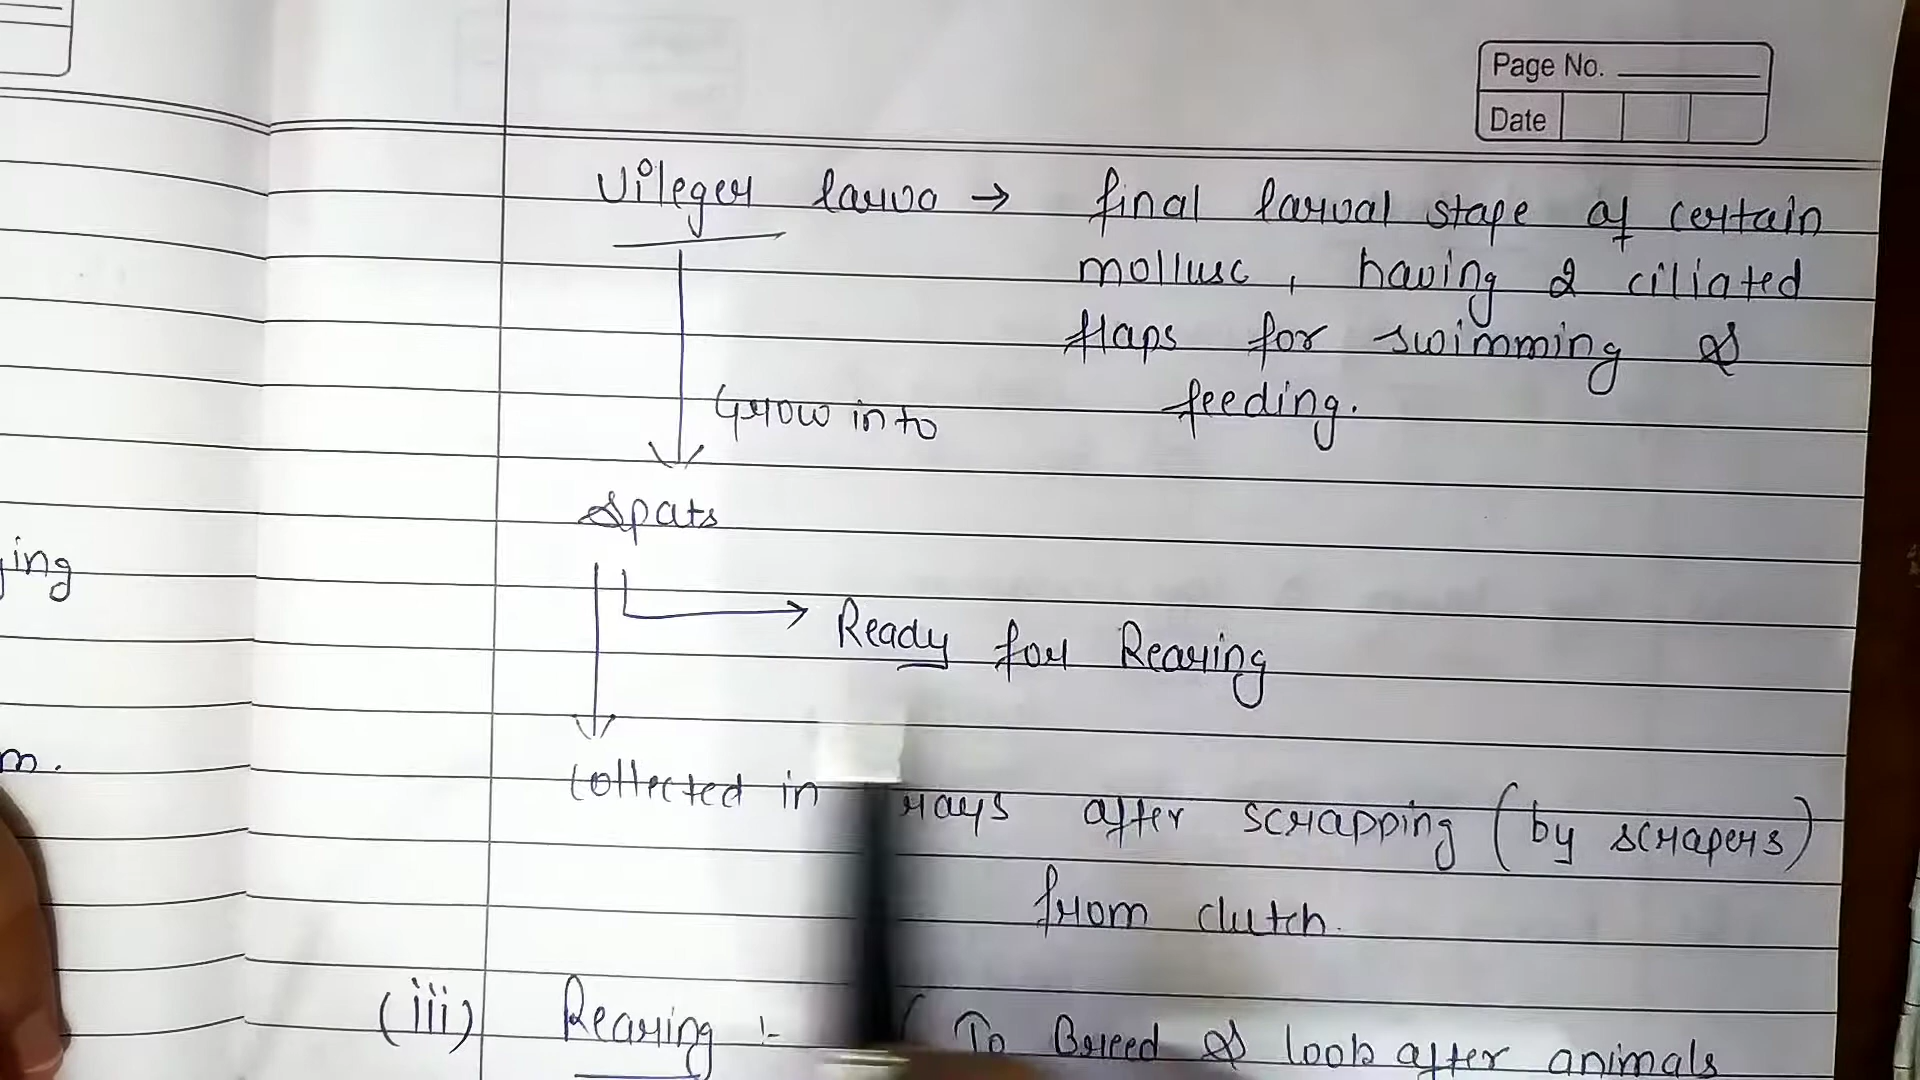 Page No.
Date
Vileger larva → final larval stage of certain
mollusc, having 2 ciliated
flaps for swimming &
feeding.
Grow into
Spats
ing
Ready for Rearing
m.
Collected in rays after scrapping (by scrapers)
from clutch.
(iii) Rearing :- ( To Breed & look after animals